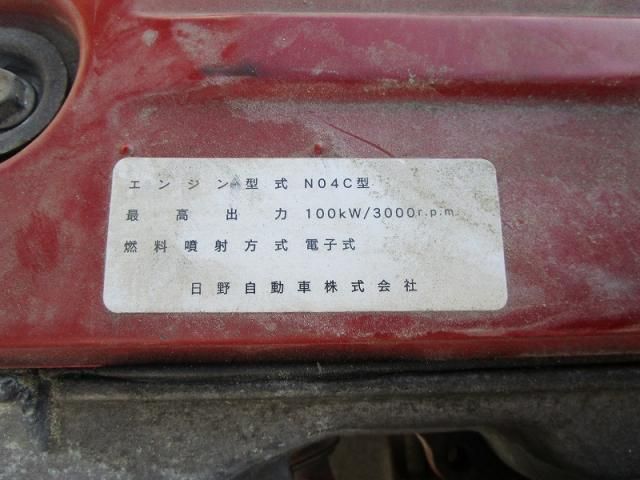 エンジン型式 N04C型
最高出力 100kW/3000r.p.m.
燃料噴射方式 電子式
日野自動車株式会社